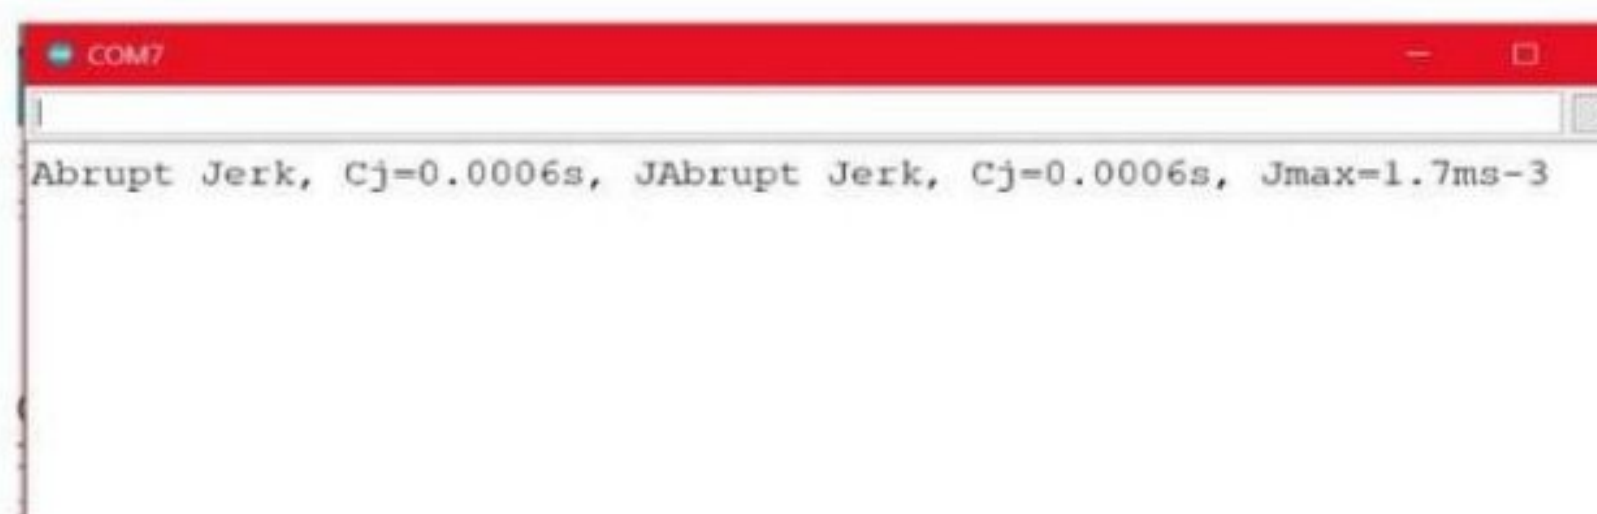 COM7
Abrupt Jerk, Cj=0.0006s, JAbrupt Jerk, Cj=0.0006s, Jmax=1.7ms-3